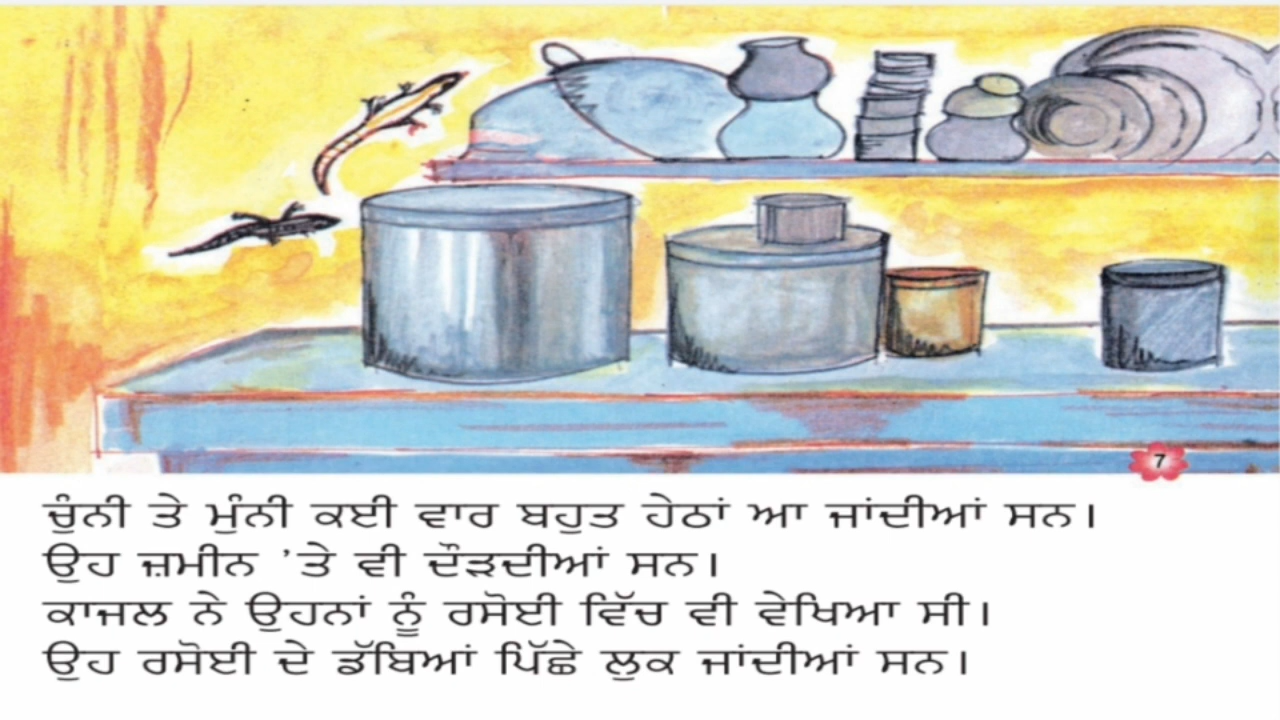 7
ਚੁੰਨੀ ਤੇ ਮੁੰਨੀ ਕਈ ਵਾਰ ਬਹੁਤ ਹੇਠਾਂ ਆ ਜਾਂਦੀਆਂ ਸਨ।
ਉਹ ਜ਼ਮੀਨ ’ਤੇ ਵੀ ਦੌੜਦੀਆਂ ਸਨ।
ਕਾਜਲ ਨੇ ਉਹਨਾਂ ਨੂੰ ਰਸੋਈ ਵਿੱਚ ਵੀ ਵੇਖਿਆ ਸੀ।
ਉਹ ਰਸੋਈ ਦੇ ਡੱਬਿਆਂ ਪਿੱਛੇ ਲੁਕ ਜਾਂਦੀਆਂ ਸਨ।